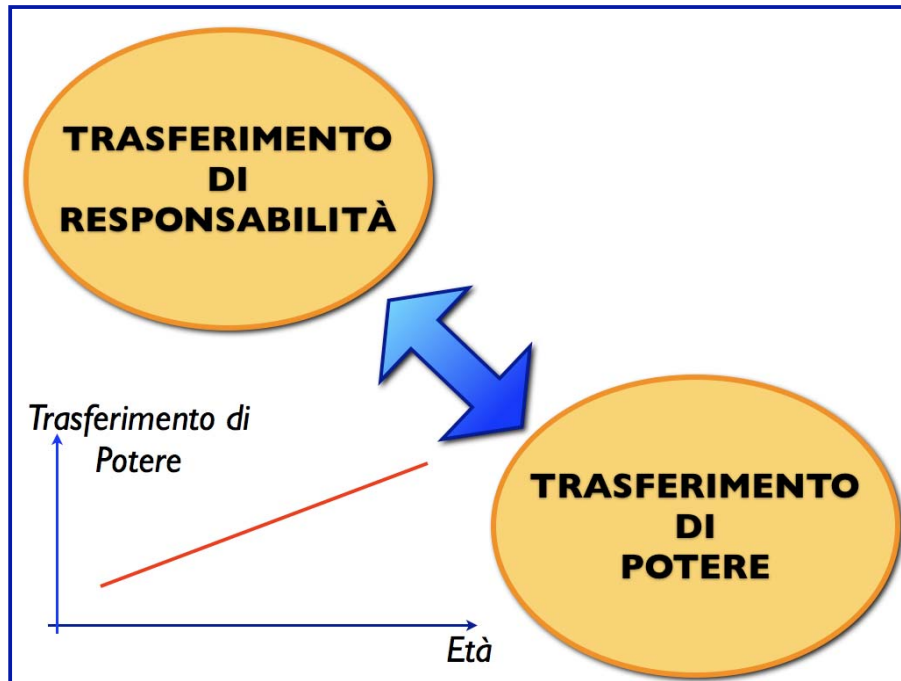 TRASFERIMENTO
DI
RESPONSABILITÀ
Trasferimento di
Potere
Età
TRASFERIMENTO
DI
POTERE